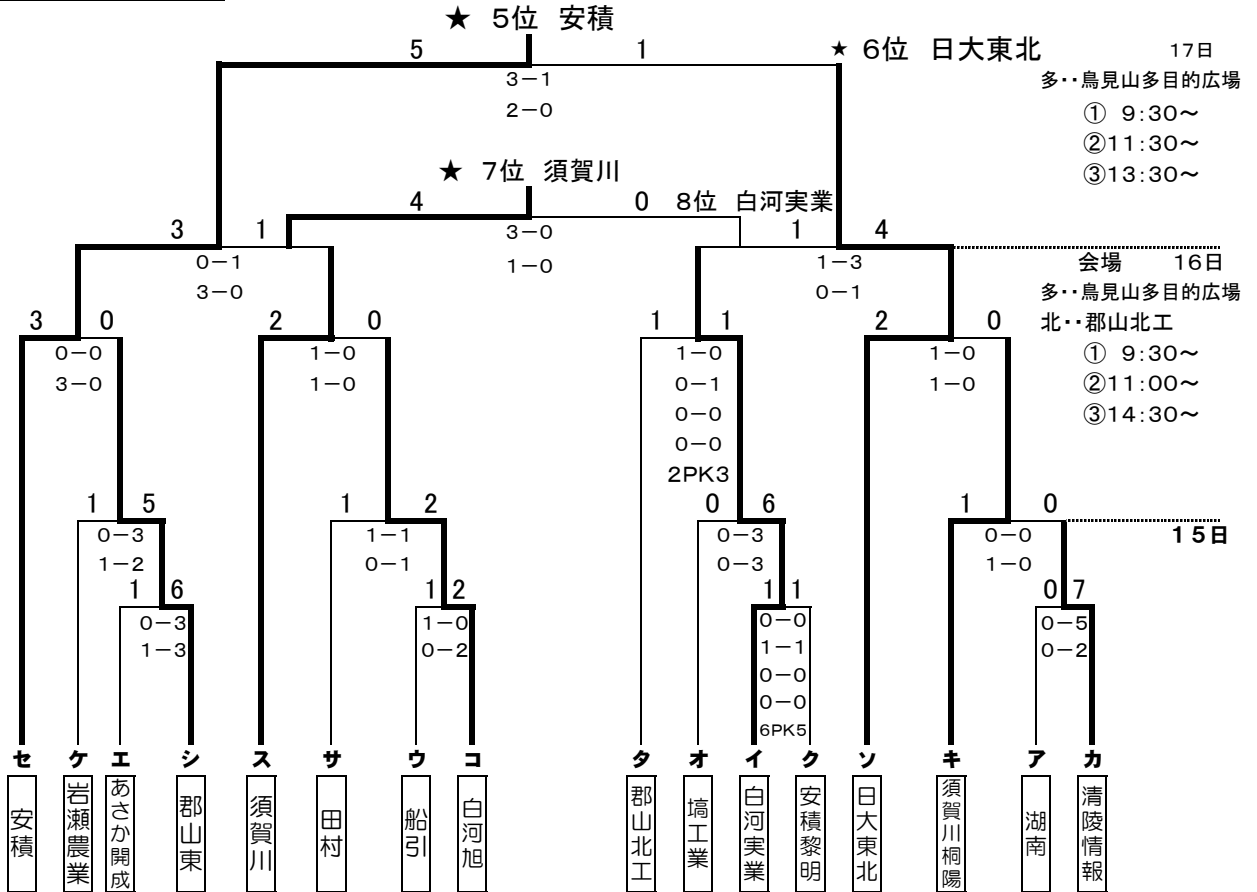 ★ 5位 安積
5
1
★ 6位 日大東北
17日
3－1
2－0
多・・鳥見山多目的広場
① 9：30～
②11：30～
③13：30～
★ 7位 須賀川
4
0
8位 白河実業
3－0
1－0
3
1
1
4
0－1
3－0
1－3
0－1
会場 16日
多・・鳥見山多目的広場
北・・郡山北工
① 9：30～
②11：00～
③14：30～
3
0
2
0
1
1
2
0
0－0
3－0
1－0
1－0
1－0
0－1
0－0
0－0
2PK3
1－0
1－0
1
5
1
2
0
6
1
0
15日
0－3
1－2
1－1
0－1
0－3
0－3
0－0
1－0
1
6
1
2
1
1
0
7
0－3
1－3
1－0
0－2
0－0
1－1
0－0
0－0
6PK5
0－5
0－2
セ ケ エ シ ス サ ウ コ タ オ イ ク ソ キ ア カ
安積
岩瀬農業
あさか開成
郡山東
須賀川
田村
船引
白河旭
郡山北工
塙工業
白河実業
安積黎明
日大東北
須賀川桐陽
湖南
清陵情報